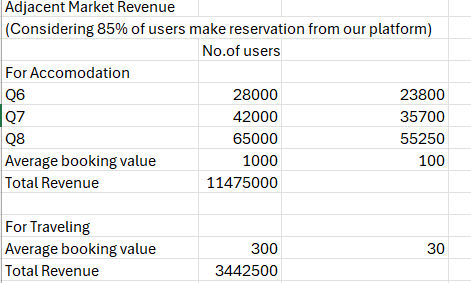 Adjacent Market Revenue
(Considering 85% of users make reservation from our platform)
No.of users
For Accomodation
Q6 28000 23800
Q7 42000 35700
Q8 65000 55250
Average booking value 1000 100
Total Revenue 11475000
For Traveling
Average booking value 300 30
Total Revenue 3442500